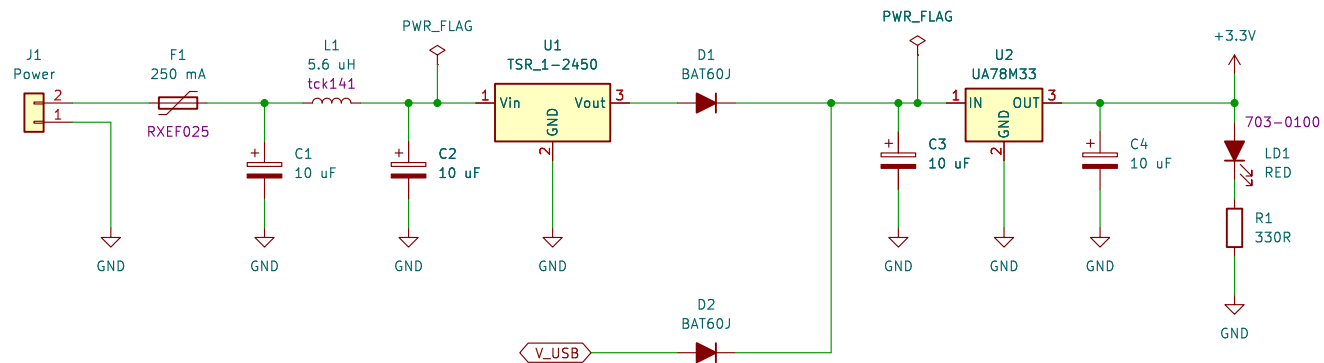 J1
Power
2
1
GND
F1
250 mA
RXEF025
+
C1
10 uF
GND
L1
5.6 uH
tck141
+
C2
10 uF
GND
PWR_FLAG
U1
TSR_1-2450
1
Vin
Vout
3
GND
2
GND
D1
BAT60J
D2
BAT60J
V_USB
PWR_FLAG
+
C3
10 uF
GND
U2
UA78M33
1
IN
OUT
3
GND
2
GND
+
C4
10 uF
GND
+3.3V
703-0100
LD1
RED
R1
330R
GND